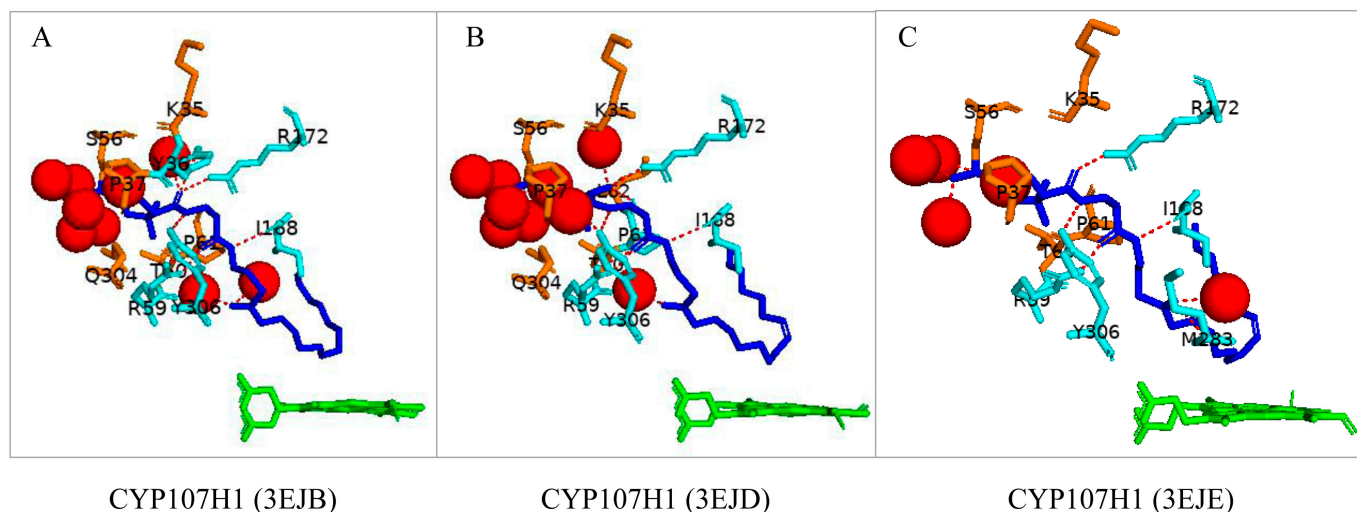 A
K35
R172
S56
Y36
P37
Q304
R59
Y306
B
K35
S56
R172
P37
I168
Q304
R59
Y306
C
K35
S56
R172
P37
P61
I168
R59
Y306
M283
CYP107H1 (3EJB)
CYP107H1 (3EJD)
CYP107H1 (3EJE)